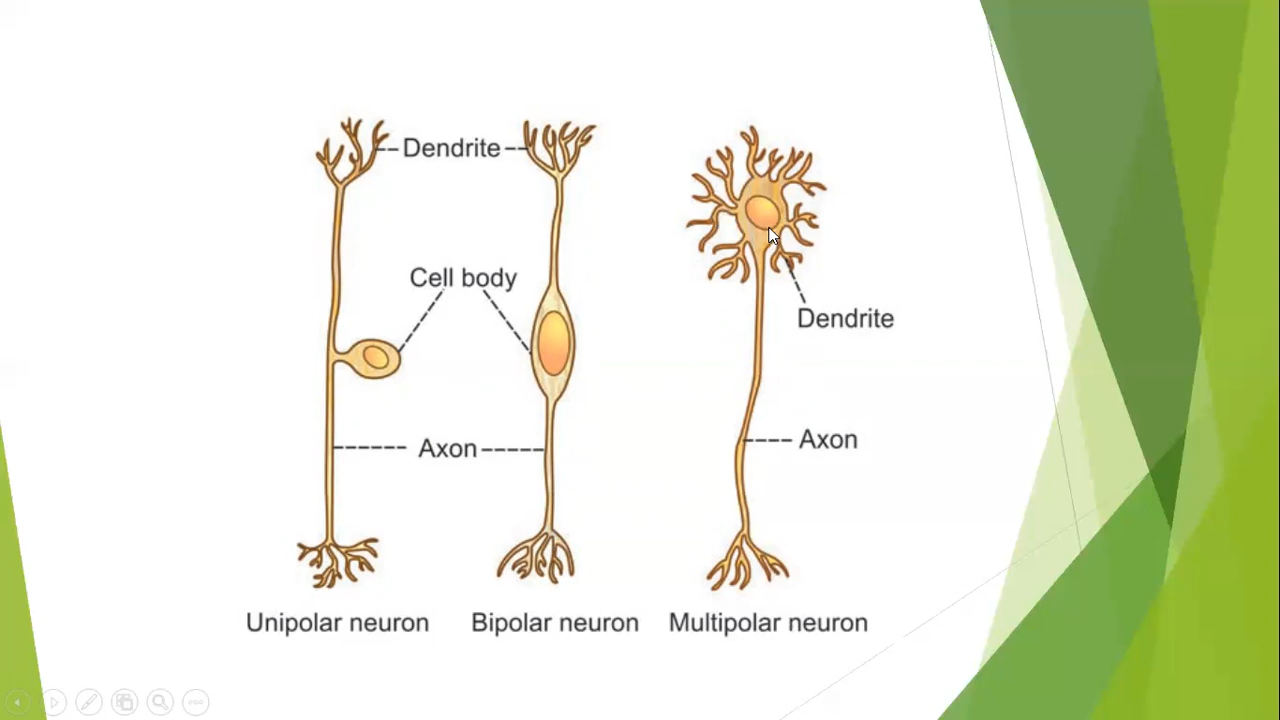 Dendrite
Cell body
Dendrite
Axon
Axon
Unipolar neuron
Bipolar neuron
Multipolar neuron